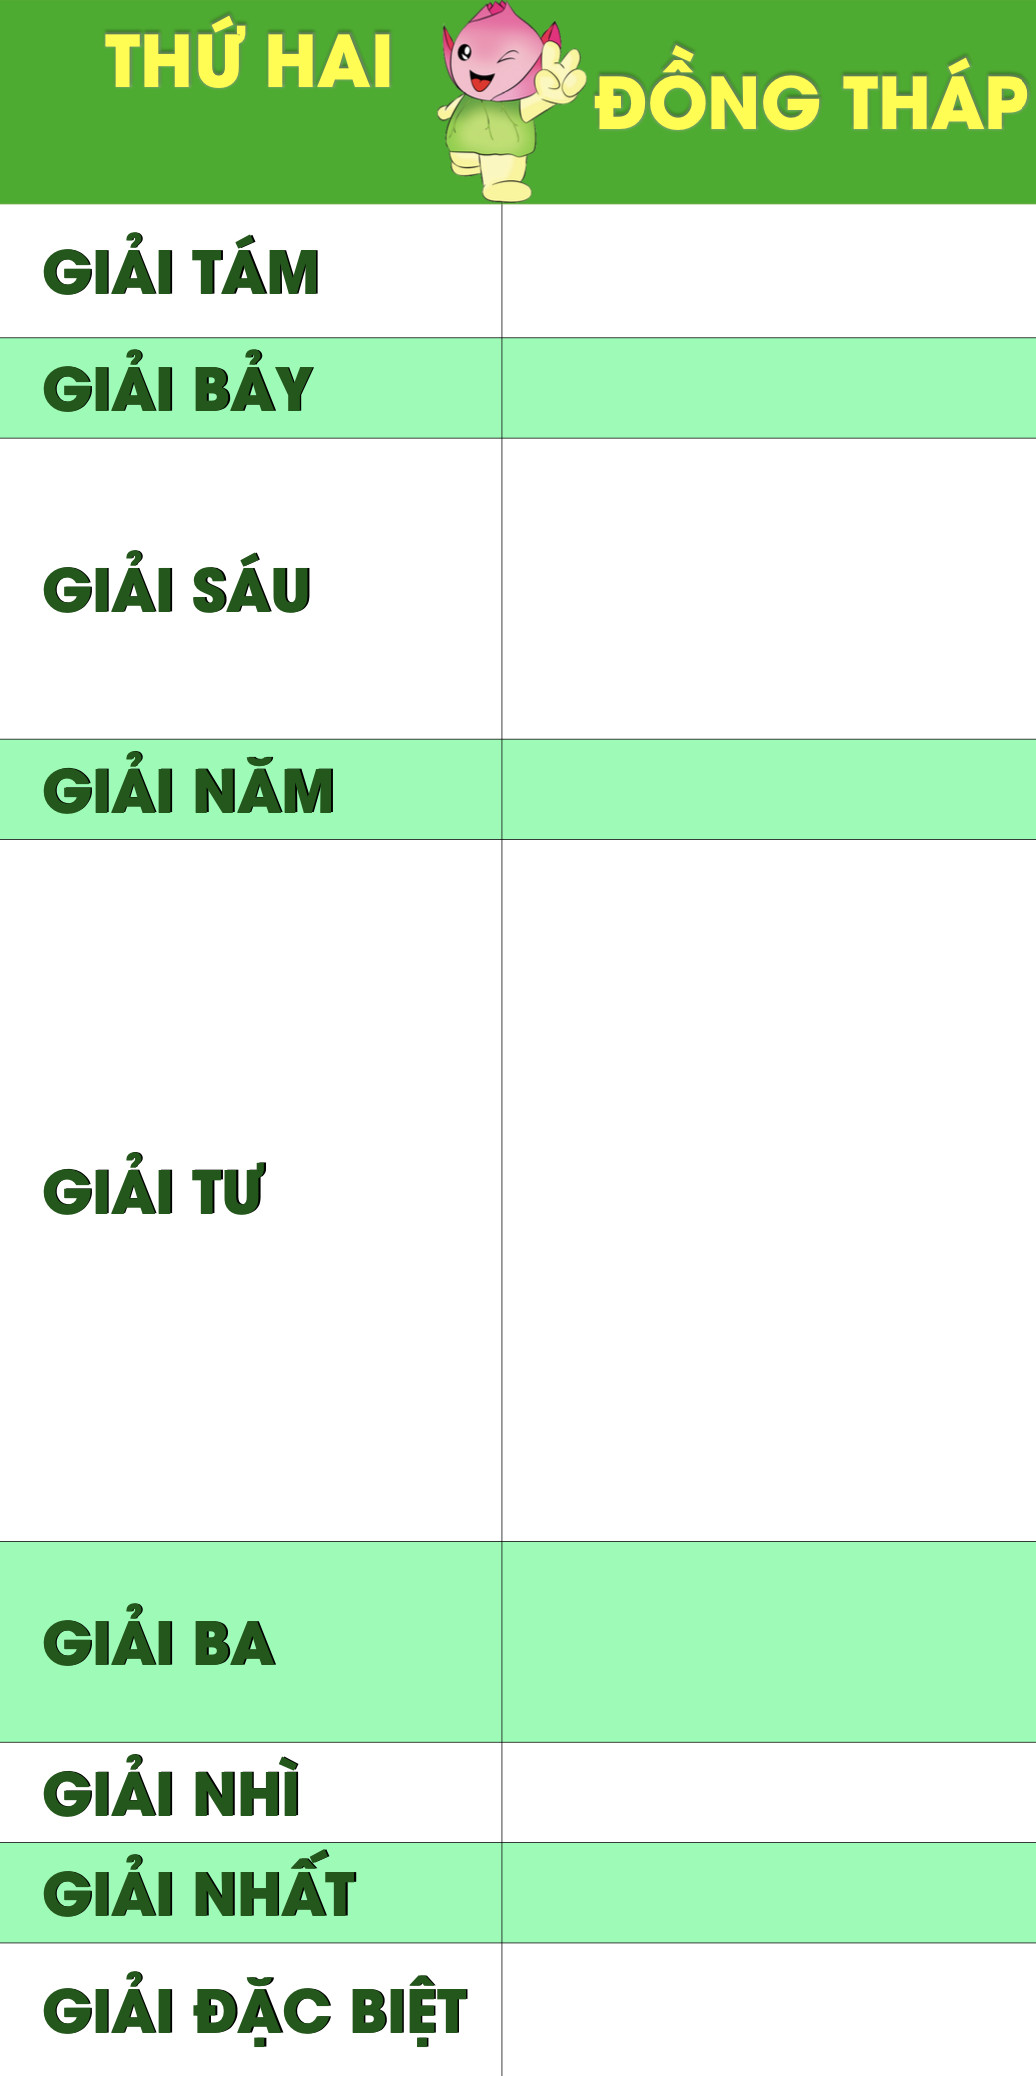 THỨ HAI
ĐỒNG THÁP
GIẢI TÁM
GIẢI BẢY
GIẢI SÁU
GIẢI NĂM
GIẢI TƯ
GIẢI BA
GIẢI NHÌ
GIẢI NHẤT
GIẢI ĐẶC BIỆT